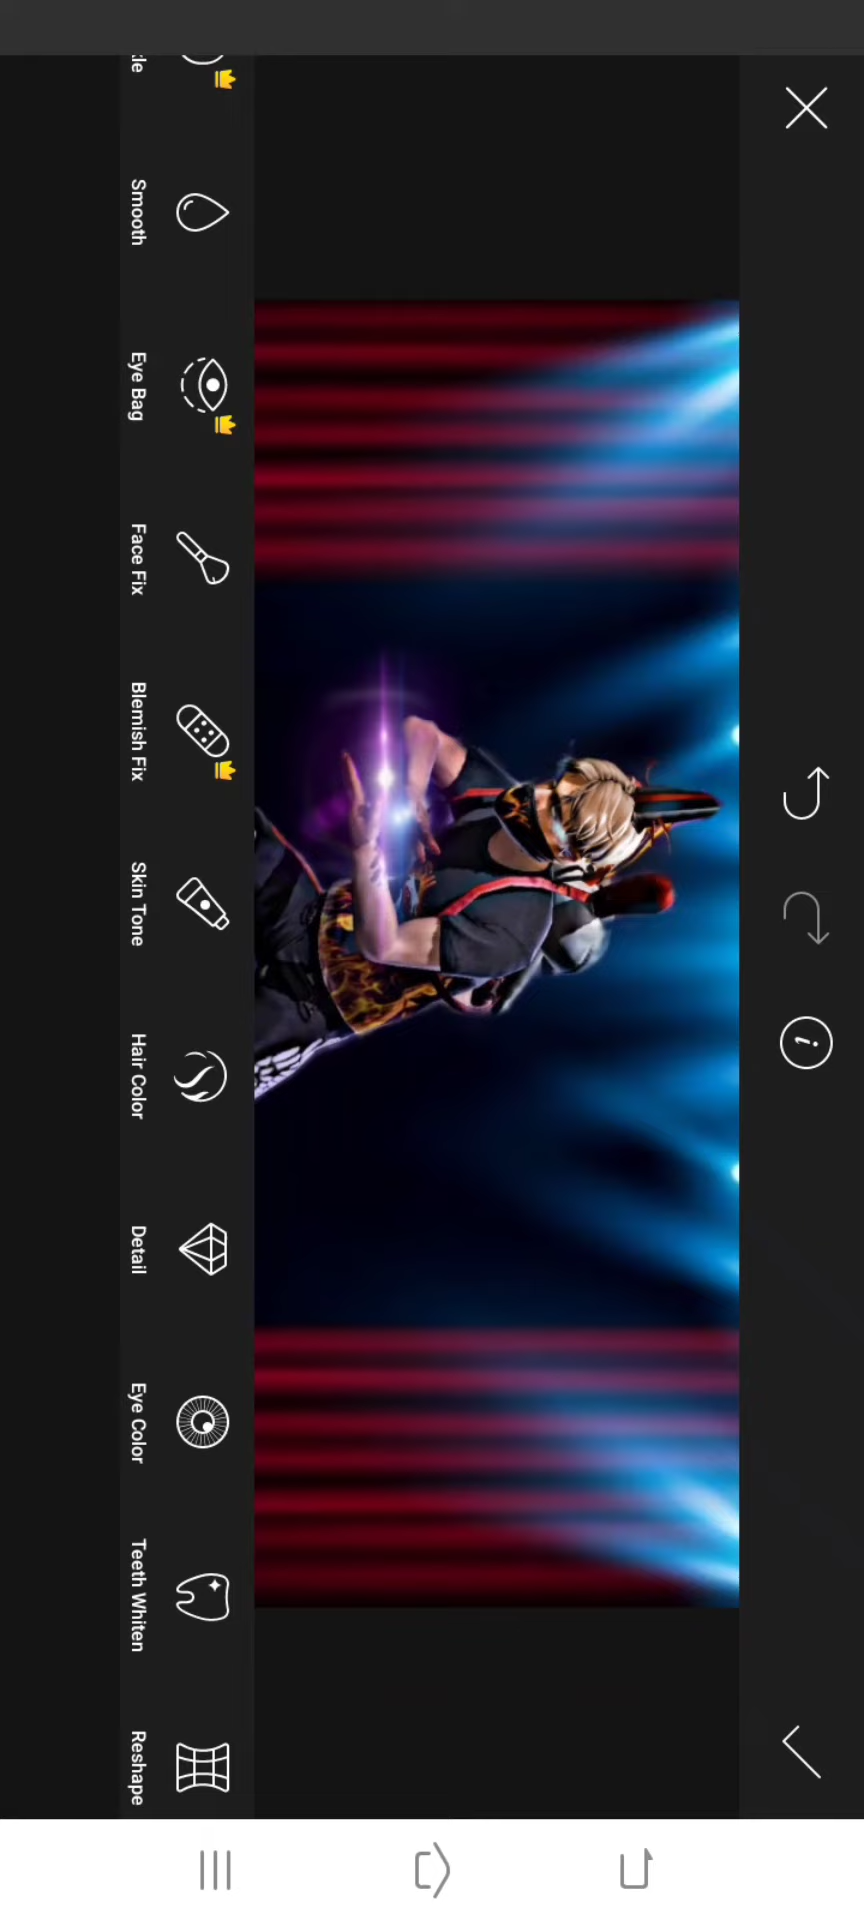 Smooth
Eye Bag
Face Fix
Blemish Fix
Skin Tone
Hair Color
Detail
Eye Color
Teeth Whiten
Reshape